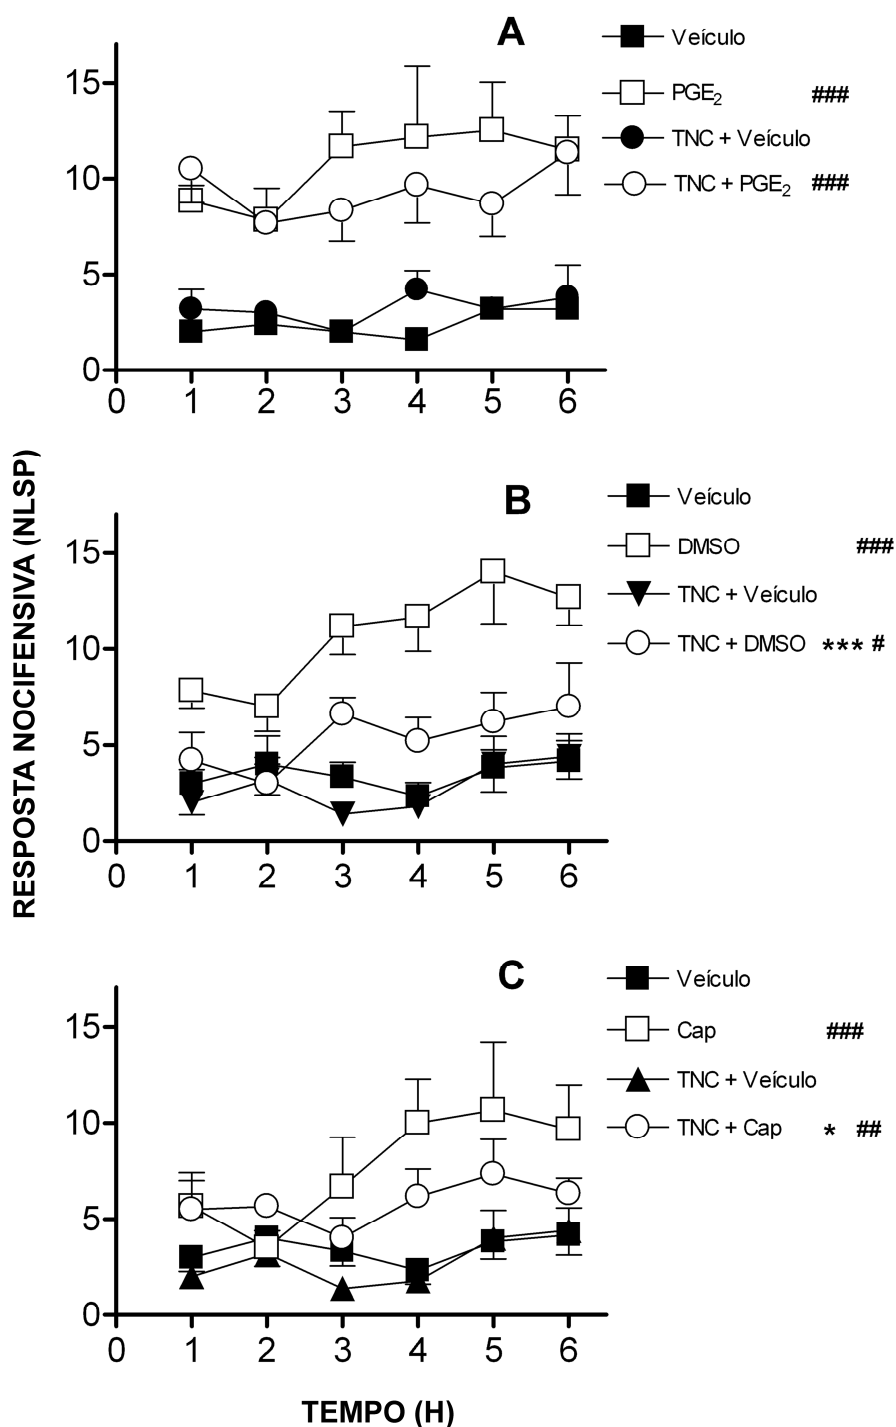 A
Veículo
PGE₂ ###
TNC + Veículo
TNC + PGE₂ ###
15
10
5
0
0 1 2 3 4 5 6
RESPOSTA NOCIFENSIVA (NLSP)
B
Veículo
DMSO ###
TNC + Veículo
TNC + DMSO *** #
15
10
5
0
0 1 2 3 4 5 6
C
Veículo
Cap ###
TNC + Veículo
TNC + Cap * ##
15
10
5
0
0 1 2 3 4 5 6
TEMPO (H)